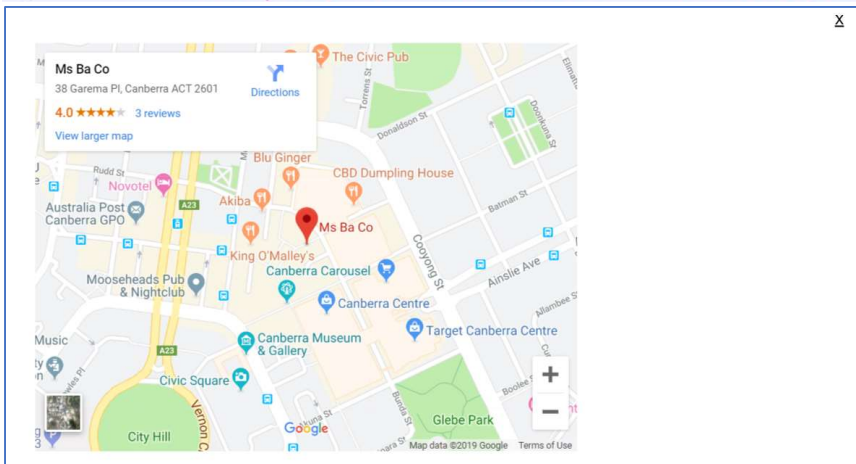 X
Ms Ba Co
38 Garema Pl, Canberra ACT 2601
Directions
4.0
3 reviews
View larger map
The Civic Pub
Torrens St
Donaldson St
Doonkuna St
Blu Ginger
CBD Dumpling House
Rudd St
Novotel
Akiba
A23
Australia Post
Canberra GPO
Batman St
Ms Ba Co
King O'Malley's
Cooyong St
Ainslie Ave
Canberra Carousel
Mooseheads Pub
& Nightclub
Canberra Centre
Allambee S
Target Canberra Centre
Music
Canberra Museum
& Gallery
A23
Civic Square
Boolee
Bunda St
Vernon C
Glebe Park
City Hill
Google
Map data ©2019 Google
Terms of Use